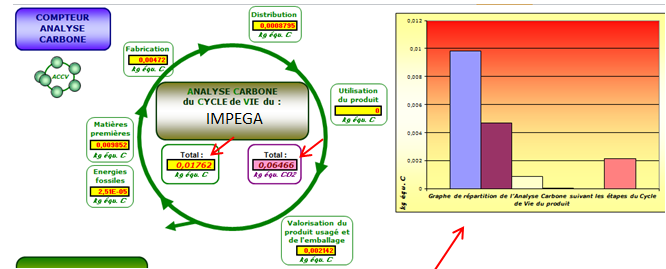 COMPTEUR
ANALYSE
CARBONE
ACCV
Distribution
0,0008795
kg équ. C
Fabrication
0,00472
kg équ. C
ANALYSE CARBONE
du CYCLE de VIE du :
IMPEGA
Utilisation
du produit
0
kg équ. C
Matières
premières
0,009852
kg équ. C
Total :
0,01762
kg équ. C
Total :
0,06466
kg équ. CO2
Energies
fossiles
2,51E-05
kg équ. C
Valorisation du
produit usagé et
de l'emballage
0,002142
kg équ. C
0,012
0,01
0,008
0,006
0,004
0,002
0
kg équ. C
Graphe de répartition de l'Analyse Carbone suivant les étapes du Cycle
de Vie du produit